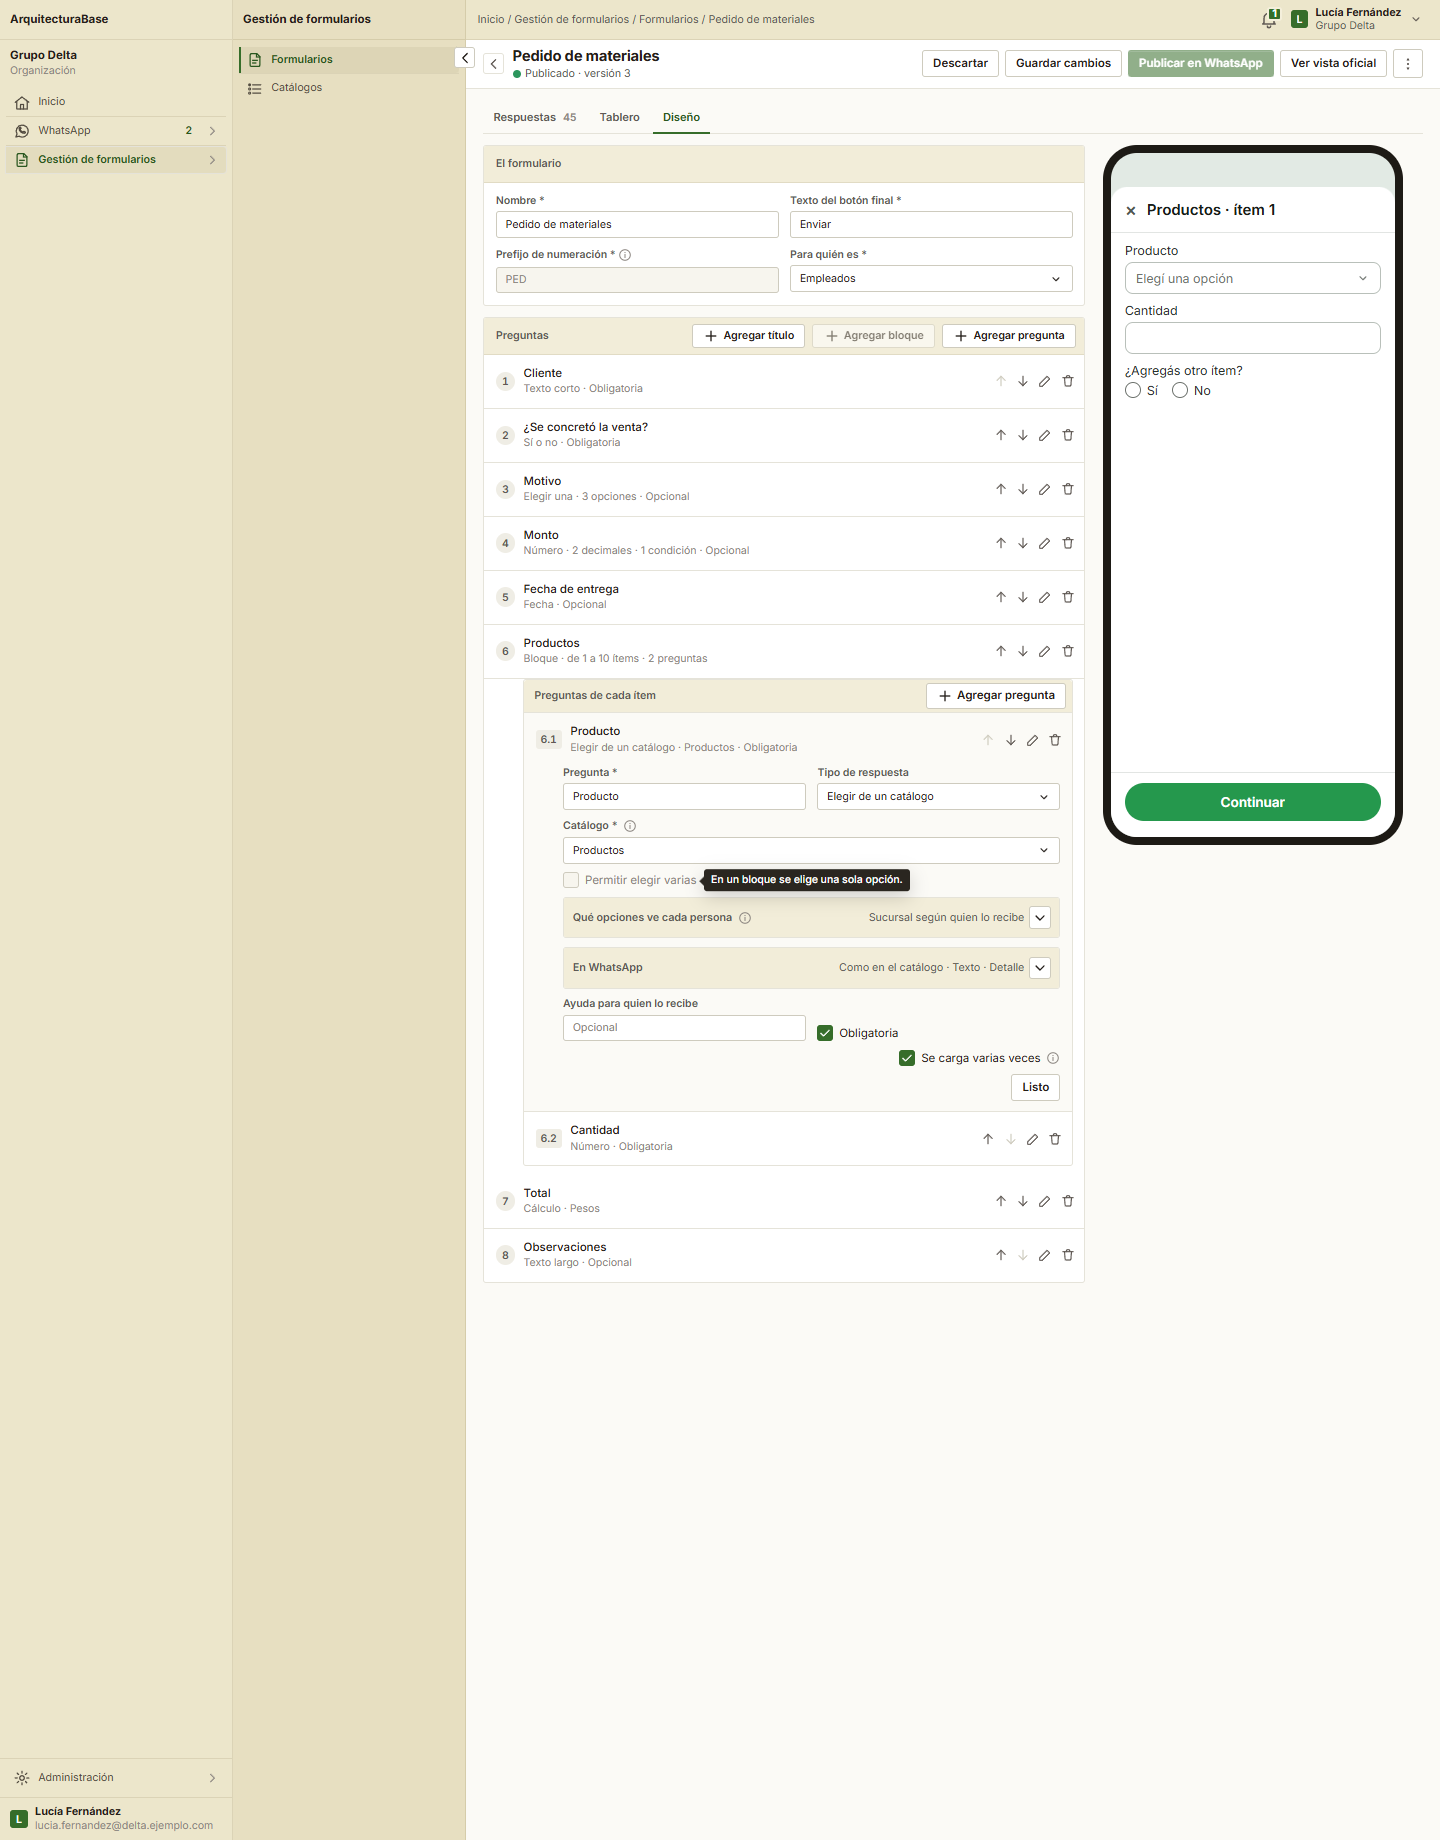 ArquitecturaBase
Grupo Delta
Organización
Inicio
WhatsApp 2
Gestión de formularios
Administración
L Lucía Fernández
lucia.fernandez@delta.ejemplo.com
Gestión de formularios
Formularios
Catálogos
Inicio / Gestión de formularios / Formularios / Pedido de materiales
1
L Lucía Fernández
Grupo Delta
Pedido de materiales
Publicado · versión 3
Descartar Guardar cambios Publicar en WhatsApp Ver vista oficial
Respuestas 45 Tablero Diseño
El formulario
Nombre * Texto del botón final *
Pedido de materiales Enviar
Prefijo de numeración * Para quién es *
PED Empleados
Preguntas Agregar título Agregar bloque Agregar pregunta
1 Cliente
Texto corto · Obligatoria
2 ¿Se concretó la venta?
Sí o no · Obligatoria
3 Motivo
Elegir una · 3 opciones · Opcional
4 Monto
Número · 2 decimales · 1 condición · Opcional
5 Fecha de entrega
Fecha · Opcional
6 Productos
Bloque · de 1 a 10 ítems · 2 preguntas
Preguntas de cada ítem Agregar pregunta
6.1 Producto
Elegir de un catálogo · Productos · Obligatoria
Pregunta * Tipo de respuesta
Producto Elegir de un catálogo
Catálogo *
Productos
Permitir elegir varias En un bloque se elige una sola opción.
Qué opciones ve cada persona Sucursal según quien lo recibe
En WhatsApp Como en el catálogo · Texto · Detalle
Ayuda para quien lo recibe
Opcional Obligatoria
Se carga varias veces
Listo
6.2 Cantidad
Número · Obligatoria
7 Total
Cálculo · Pesos
8 Observaciones
Texto largo · Opcional
Productos · ítem 1
Producto
Elegí una opción
Cantidad
¿Agregás otro ítem?
Sí No
Continuar